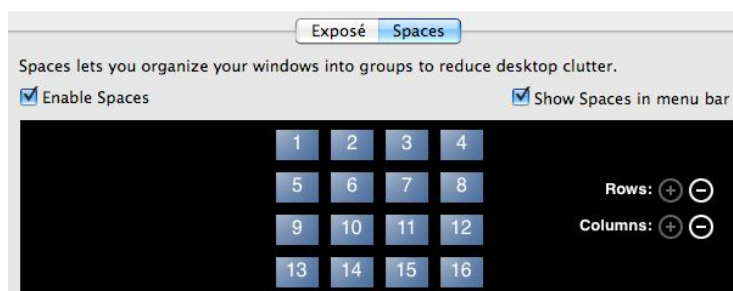 Exposé Spaces
Spaces lets you organize your windows into groups to reduce desktop clutter.
Enable Spaces Show Spaces in menu bar
1 2 3 4
5 6 7 8 Rows: + −
9 10 11 12 Columns: + −
13 14 15 16